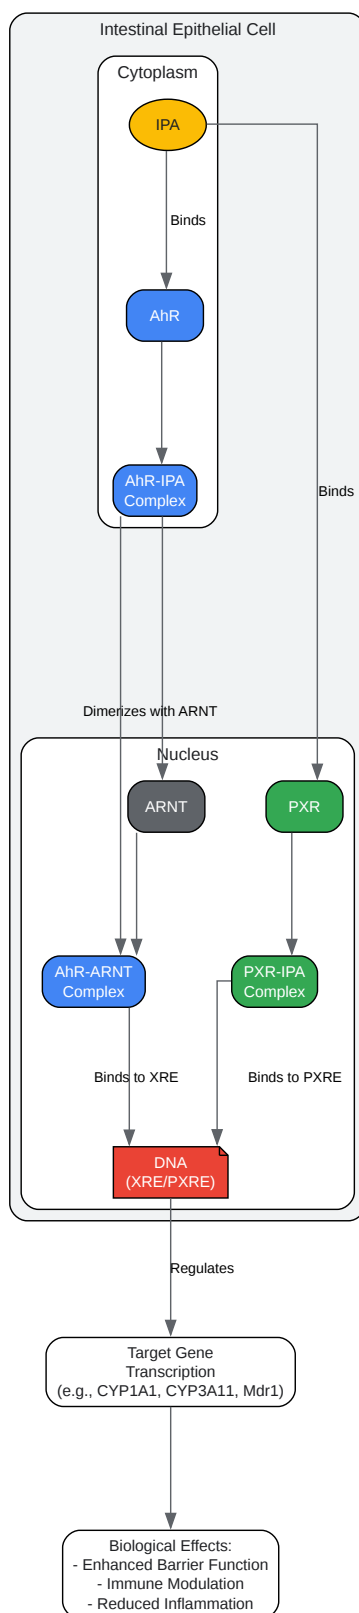 Intestinal Epithelial Cell
Cytoplasm
IPA
Binds
AhR
AhR-IPA
Complex
Binds
Dimerizes with ARNT
Nucleus
ARNT
PXR
AhR-ARNT
Complex
PXR-IPA
Complex
Binds to XRE
Binds to PXRE
DNA
(XRE/PXRE)
Regulates
Target Gene
Transcription
(e.g., CYP1A1, CYP3A11, Mdr1)
Biological Effects:
- Enhanced Barrier Function
- Immune Modulation
- Reduced Inflammation